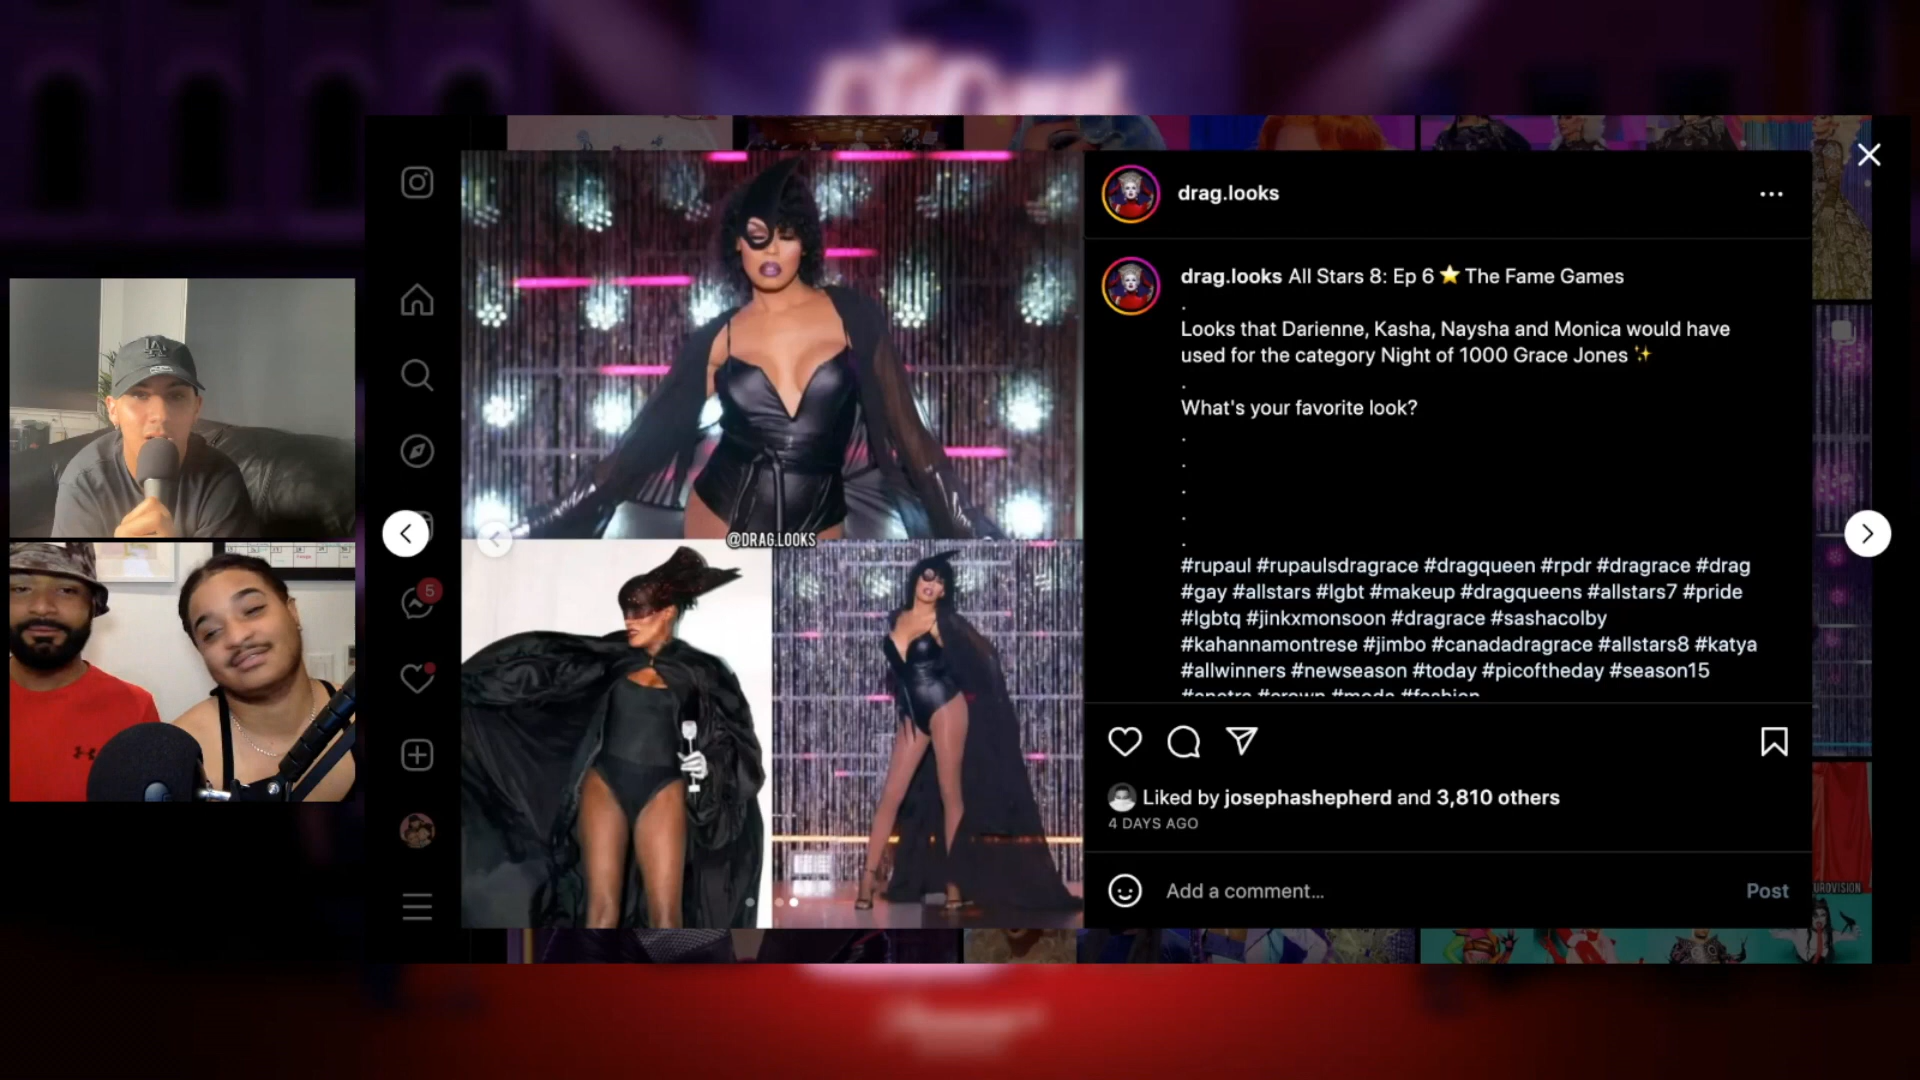 drag.looks
drag.looks All Stars 8: Ep 6 ⭐ The Fame Games
.
Looks that Darienne, Kasha, Naysha and Monica would have
used for the category Night of 1000 Grace Jones ✨
.
What's your favorite look?
.
.
.
.
.
#rupaul #rupaulsdragrace #dragqueen #rpdr #dragrace #drag
#gay #allstars #lgbt #makeup #dragqueens #allstars7 #pride
#lgbtq #jinkxmonsoon #dragrace #sashacolby
#kahannamontrese #jimbo #canadadragrace #allstars8 #katya
#allwinners #newseason #today #picoftheday #season15
Liked by josephashepherd and 3,810 others
4 DAYS AGO
Add a comment...
Post
@DRAG.LOOKS
5
LA